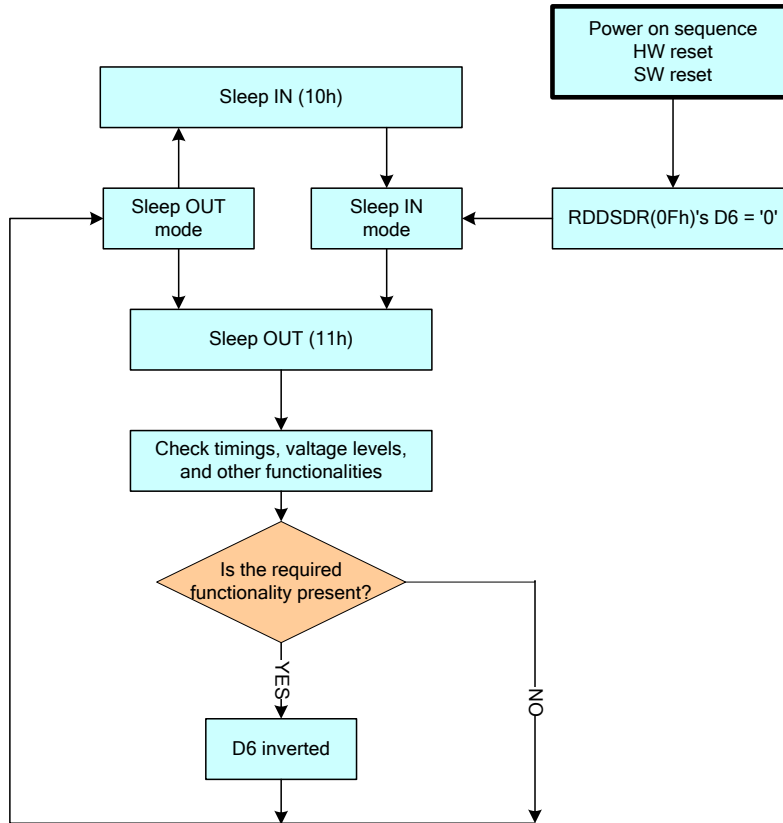 Power on sequence
HW reset
SW reset
Sleep IN (10h)
Sleep OUT
mode
Sleep IN
mode
RDDSDR(0Fh)'s D6 = '0'
Sleep OUT (11h)
Check timings, valtage levels,
and other functionalities
Is the required
functionality present?
YES
NO
D6 inverted